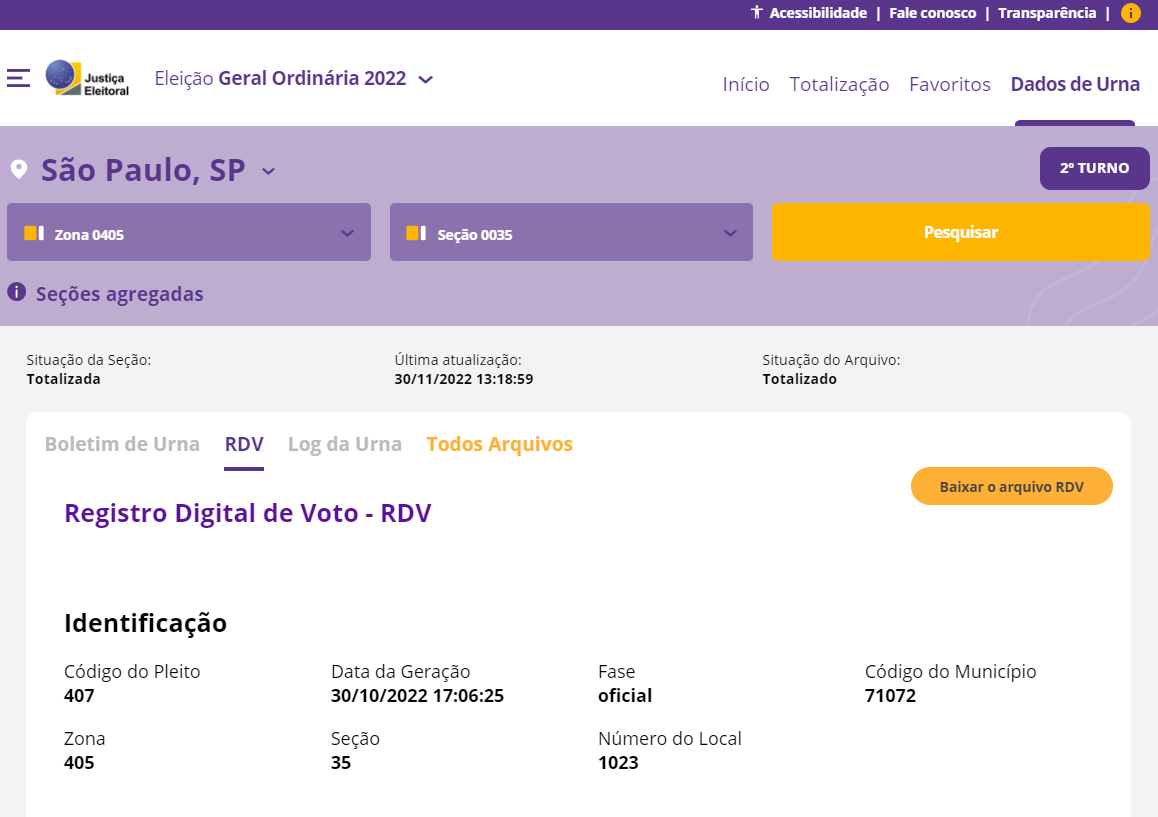 Acessibilidade | Fale conosco | Transparência |
Justiça Eleitoral
Eleição Geral Ordinária 2022
Início Totalização Favoritos Dados de Urna
São Paulo, SP
2º TURNO
Zona 0405 Seção 0035 Pesquisar
Seções agregadas
Situação da Seção: Última atualização: Situação do Arquivo:
Totalizada 30/11/2022 13:18:59 Totalizado
Boletim de Urna RDV Log da Urna Todos Arquivos
Baixar o arquivo RDV
Registro Digital de Voto - RDV
Identificação
Código do Pleito Data da Geração Fase Código do Município
407 30/10/2022 17:06:25 oficial 71072
Zona Seção Número do Local
405 35 1023